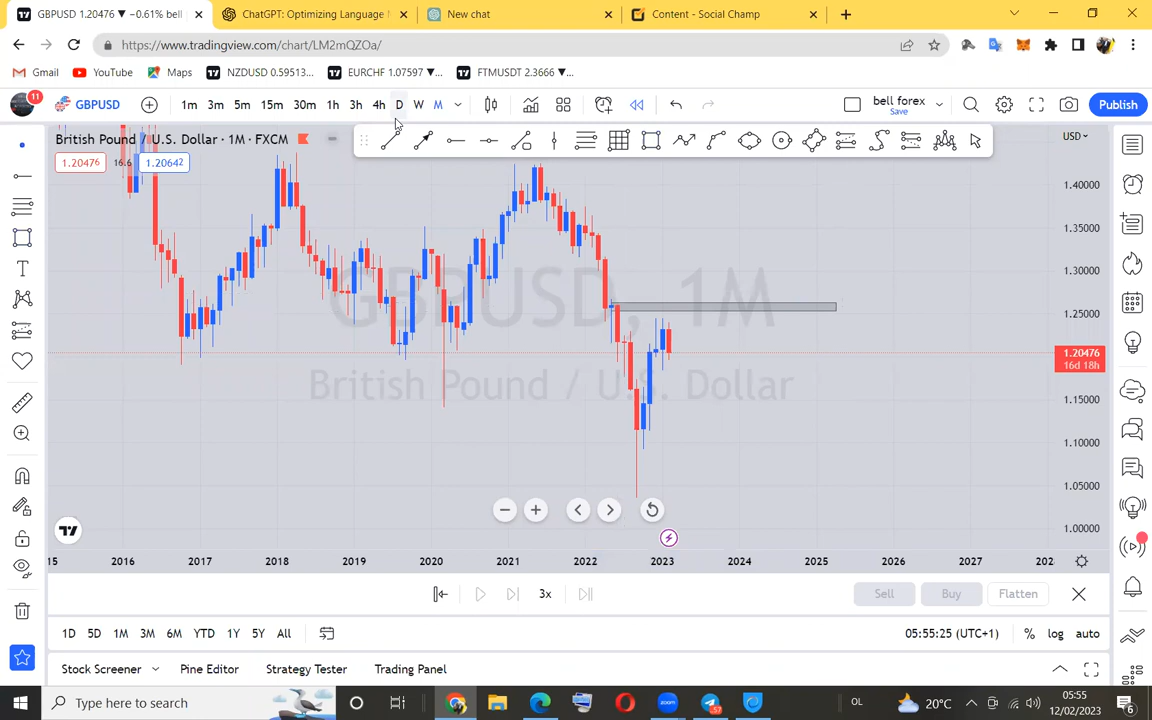 GBPUSD 1.20476 ▼ −0.61% bell
ChatGPT: Optimizing Language
New chat
Content - Social Champ
https://www.tradingview.com/chart/LM2mQZOa/
Gmail
YouTube
Maps
NZDUSD 0.59513...
EURCHF 1.07597 ▼...
FTMUSDT 2.3666 ▼...
11
GBPUSD
1m 3m 5m 15m 30m 1h 3h 4h D W M
bell forex
Save
Publish
British Pound / U.S. Dollar · 1M · FXCM
USD
1.20476 16.6 1.20642
1.40000
1.35000
1.30000
GBPUSD, 1M
1.25000
1.20476
16d 18h
British Pound / U.S. Dollar
1.15000
1.10000
1.05000
1.00000
15 2016 2017 2018 2019 2020 2021 2022 2023 2024 2025 2026 2027 202
3x
Sell
Buy
Flatten
1D 5D 1M 3M 6M YTD 1Y 5Y All
05:55:25 (UTC+1)
% log auto
Stock Screener
Pine Editor
Strategy Tester
Trading Panel
Type here to search
57
zoom
20°C
OL
05:55
12/02/2023
6